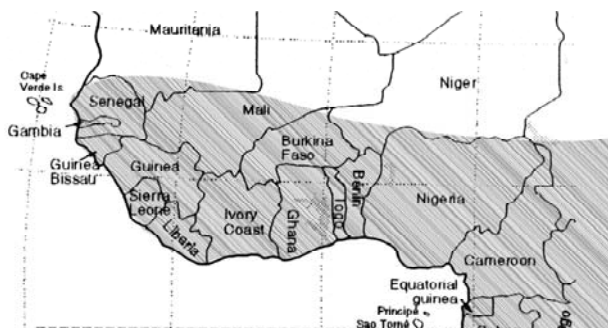 Mauritania
Cape
Verde Is.
Niger
Senegal
Mali
Gambia
Burkina
Faso
Guinea
Bissau
Guinea
Benin
Nigeria
Sierra
Leone
Ivory
Coast
Ghana
Togo
Liberia
Cameroon
Equatorial
guinea
Principé
Sao Tomé